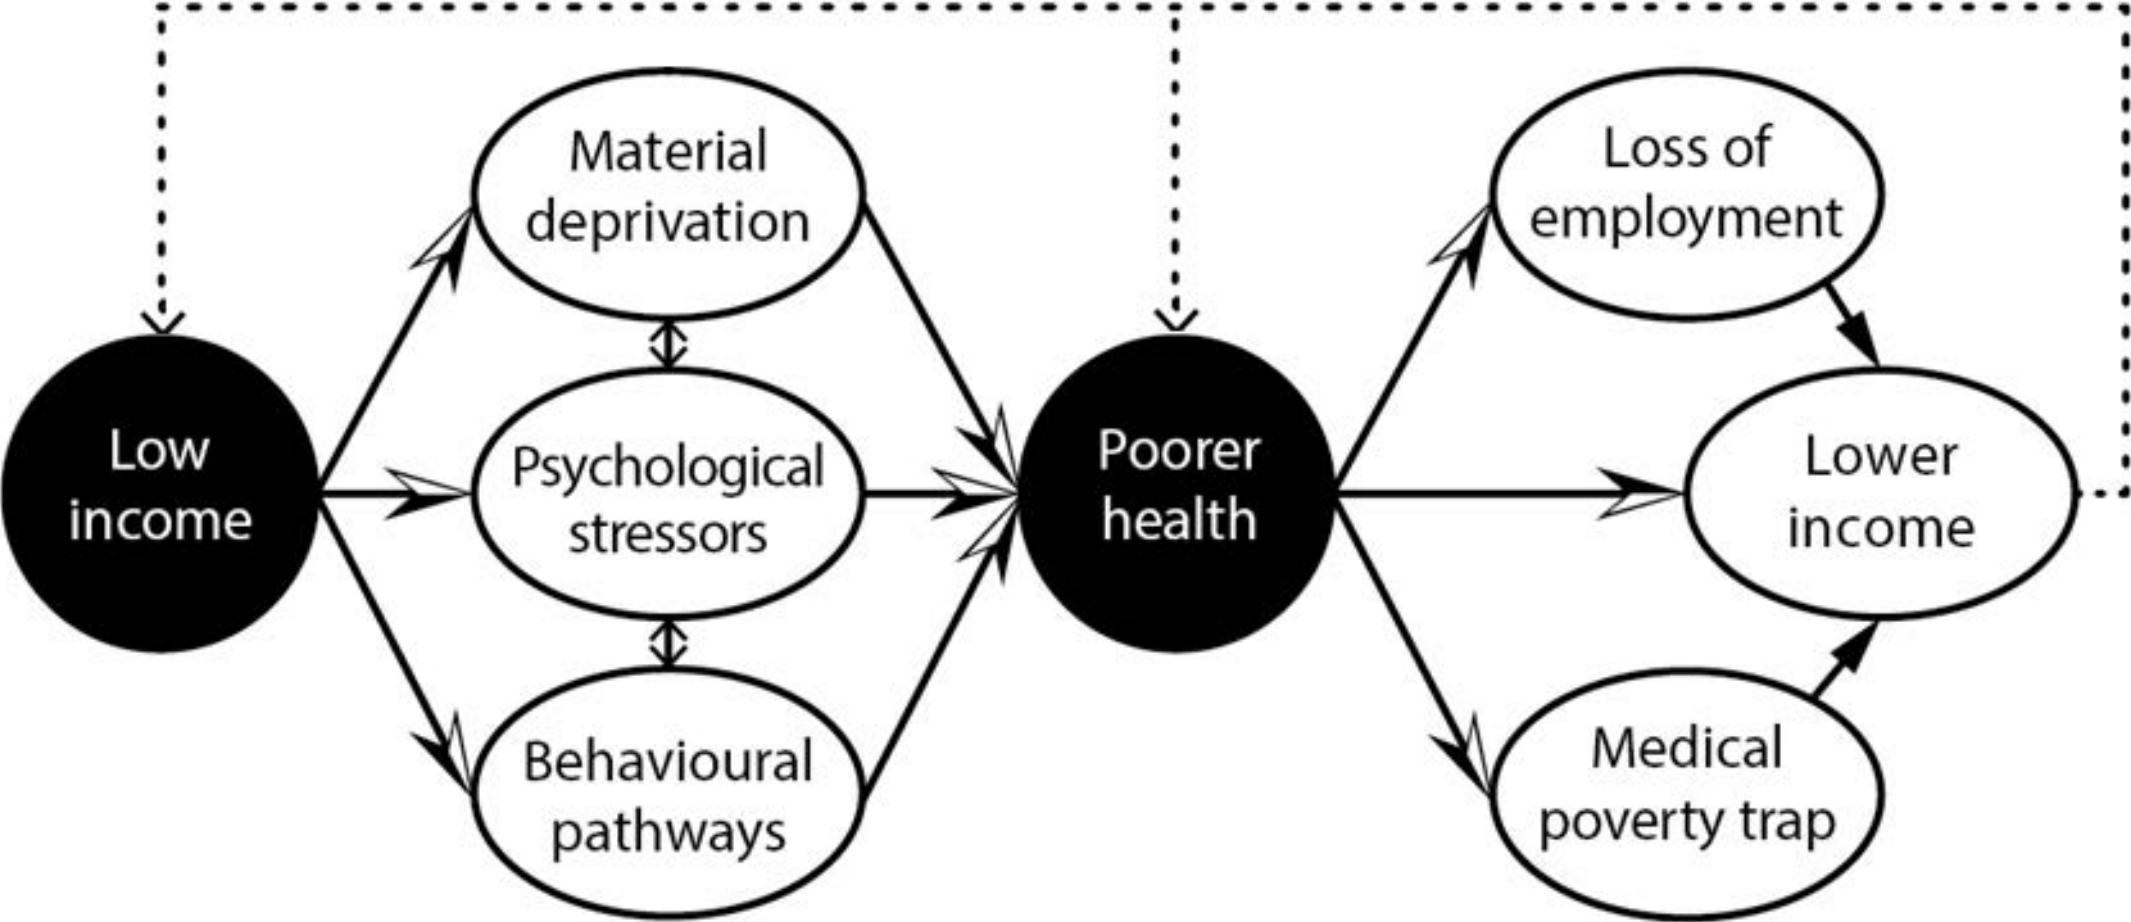 Low
income
Material
deprivation
Psychological
stressors
Behavioural
pathways
Poorer
health
Loss of
employment
Lower
income
Medical
poverty trap